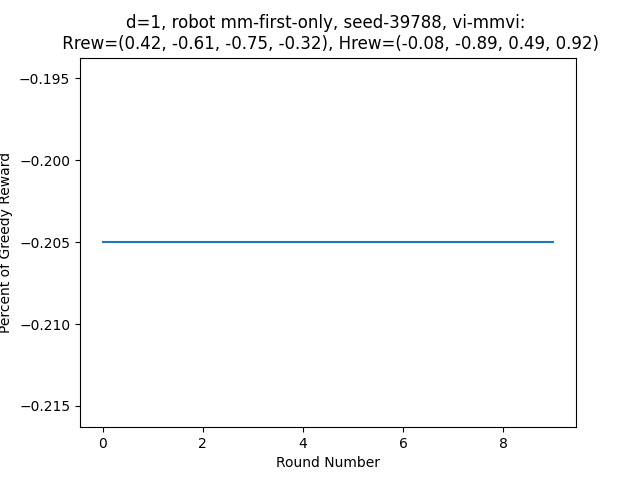 d=1, robot mm-first-only, seed-39788, vi-mmvi:
Rrew=(0.42, -0.61, -0.75, -0.32), Hrew=(-0.08, -0.89, 0.49, 0.92)
−0.195
−0.200
−0.205
−0.210
−0.215
Percent of Greedy Reward
0
2
4
6
8
Round Number